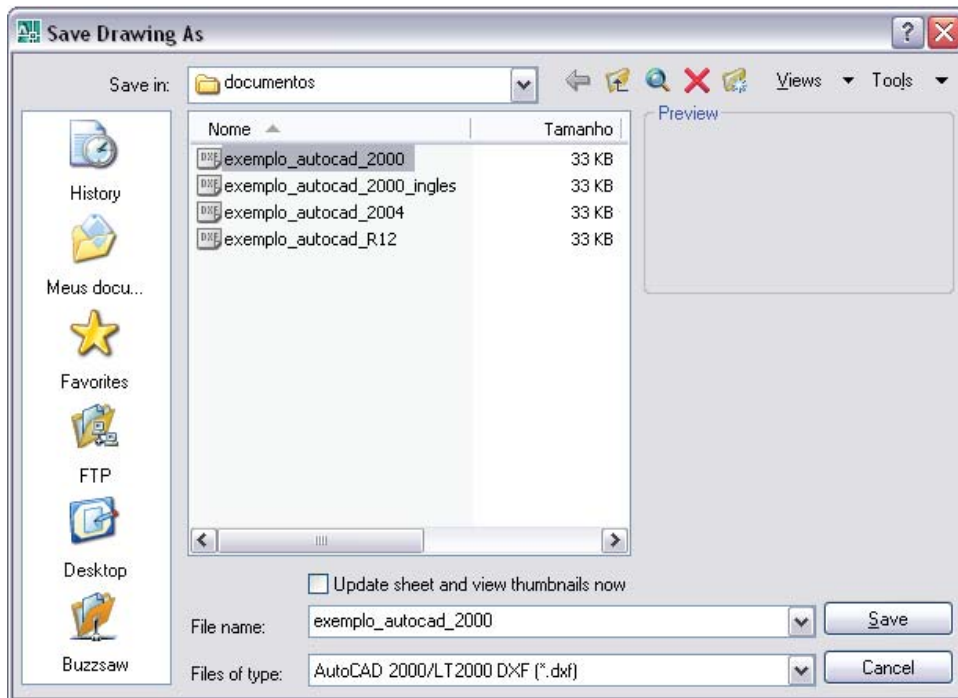 Save Drawing As
Save in: documentos Views Tools
Nome Tamanho
exemplo_autocad_2000 33 KB
exemplo_autocad_2000_ingles 33 KB
exemplo_autocad_2004 33 KB
exemplo_autocad_R12 33 KB
Preview
History
Meus docu...
Favorites
FTP
Desktop
Buzzsaw
Update sheet and view thumbnails now
File name: exemplo_autocad_2000 Save
Files of type: AutoCAD 2000/LT2000 DXF (*.dxf) Cancel